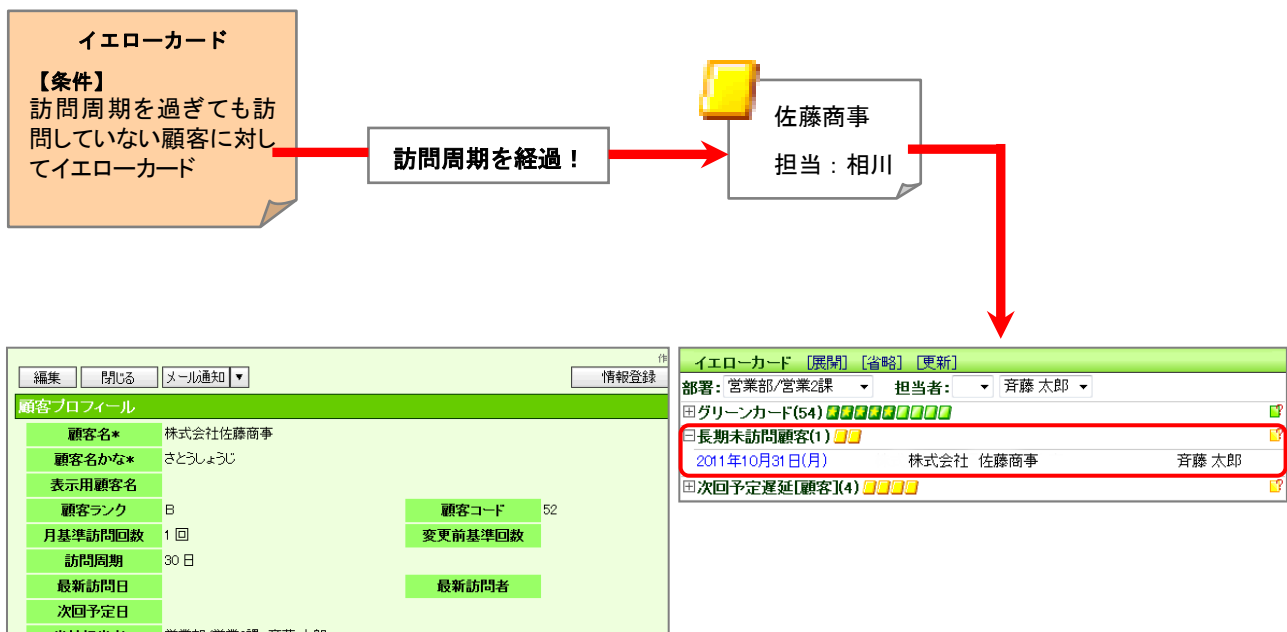 イエローカード
【条件】
訪問周期を過ぎても訪
問していない顧客に対し
てイエローカード
訪問周期を経過！
佐藤商事
担当：相川
作
編集 閉じる メール通知 ▼ 情報登録
顧客プロフィール
顧客名* 株式会社佐藤商事
顧客名かな* さとうしょうじ
表示用顧客名
顧客ランク B 顧客コード 52
月基準訪問回数 1 回 変更前基準回数
訪問周期 30 日
最新訪問日 最新訪問者
次回予定日
イエローカード [展開] [省略] [更新]
部署: 営業部/営業2課 担当者: 斉藤 太郎
グリーンカード(54)
長期未訪問顧客(1)
2011年10月31日(月) 株式会社 佐藤商事 斉藤 太郎
次回予定遅延[顧客](4)